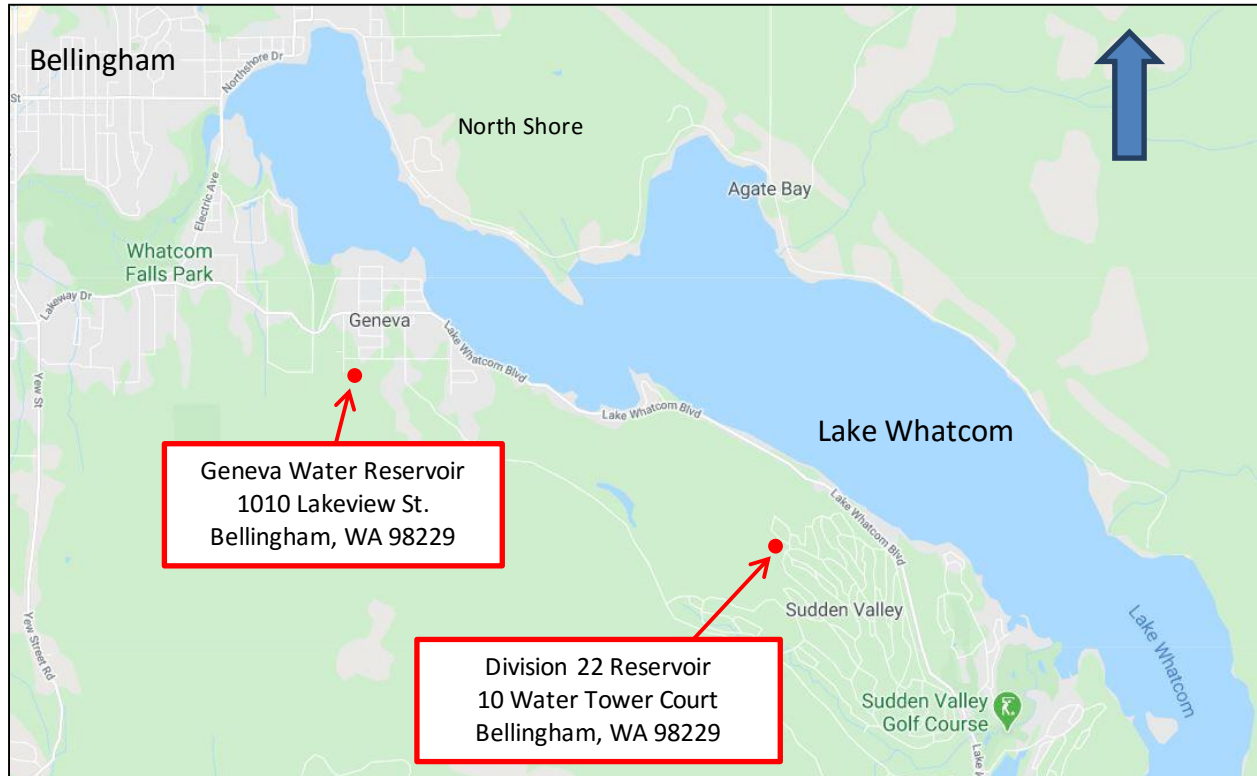 Bellingham
Northshore Dr
St
North Shore
Agate Bay
Electric Ave
Whatcom
Falls Park
Lakeway Dr
Geneva
Lake Whatcom Blvd
Yew St
Lake Whatcom Blvd
Lake Whatcom
Geneva Water Reservoir
1010 Lakeview St.
Bellingham, WA 98229
Lake Whatcom Blvd
Sudden Valley
Yew Street Rd
Division 22 Reservoir
10 Water Tower Court
Bellingham, WA 98229
Lake Whatcom
Sudden Valley
Golf Course
Lake